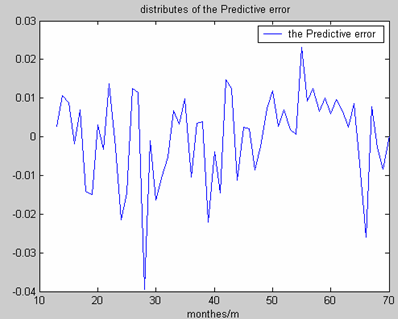 distributes of the Predictive error
the Predictive error
0.03
0.02
0.01
0
-0.01
-0.02
-0.03
-0.04
10 20 30 40 50 60 70
monthes/m